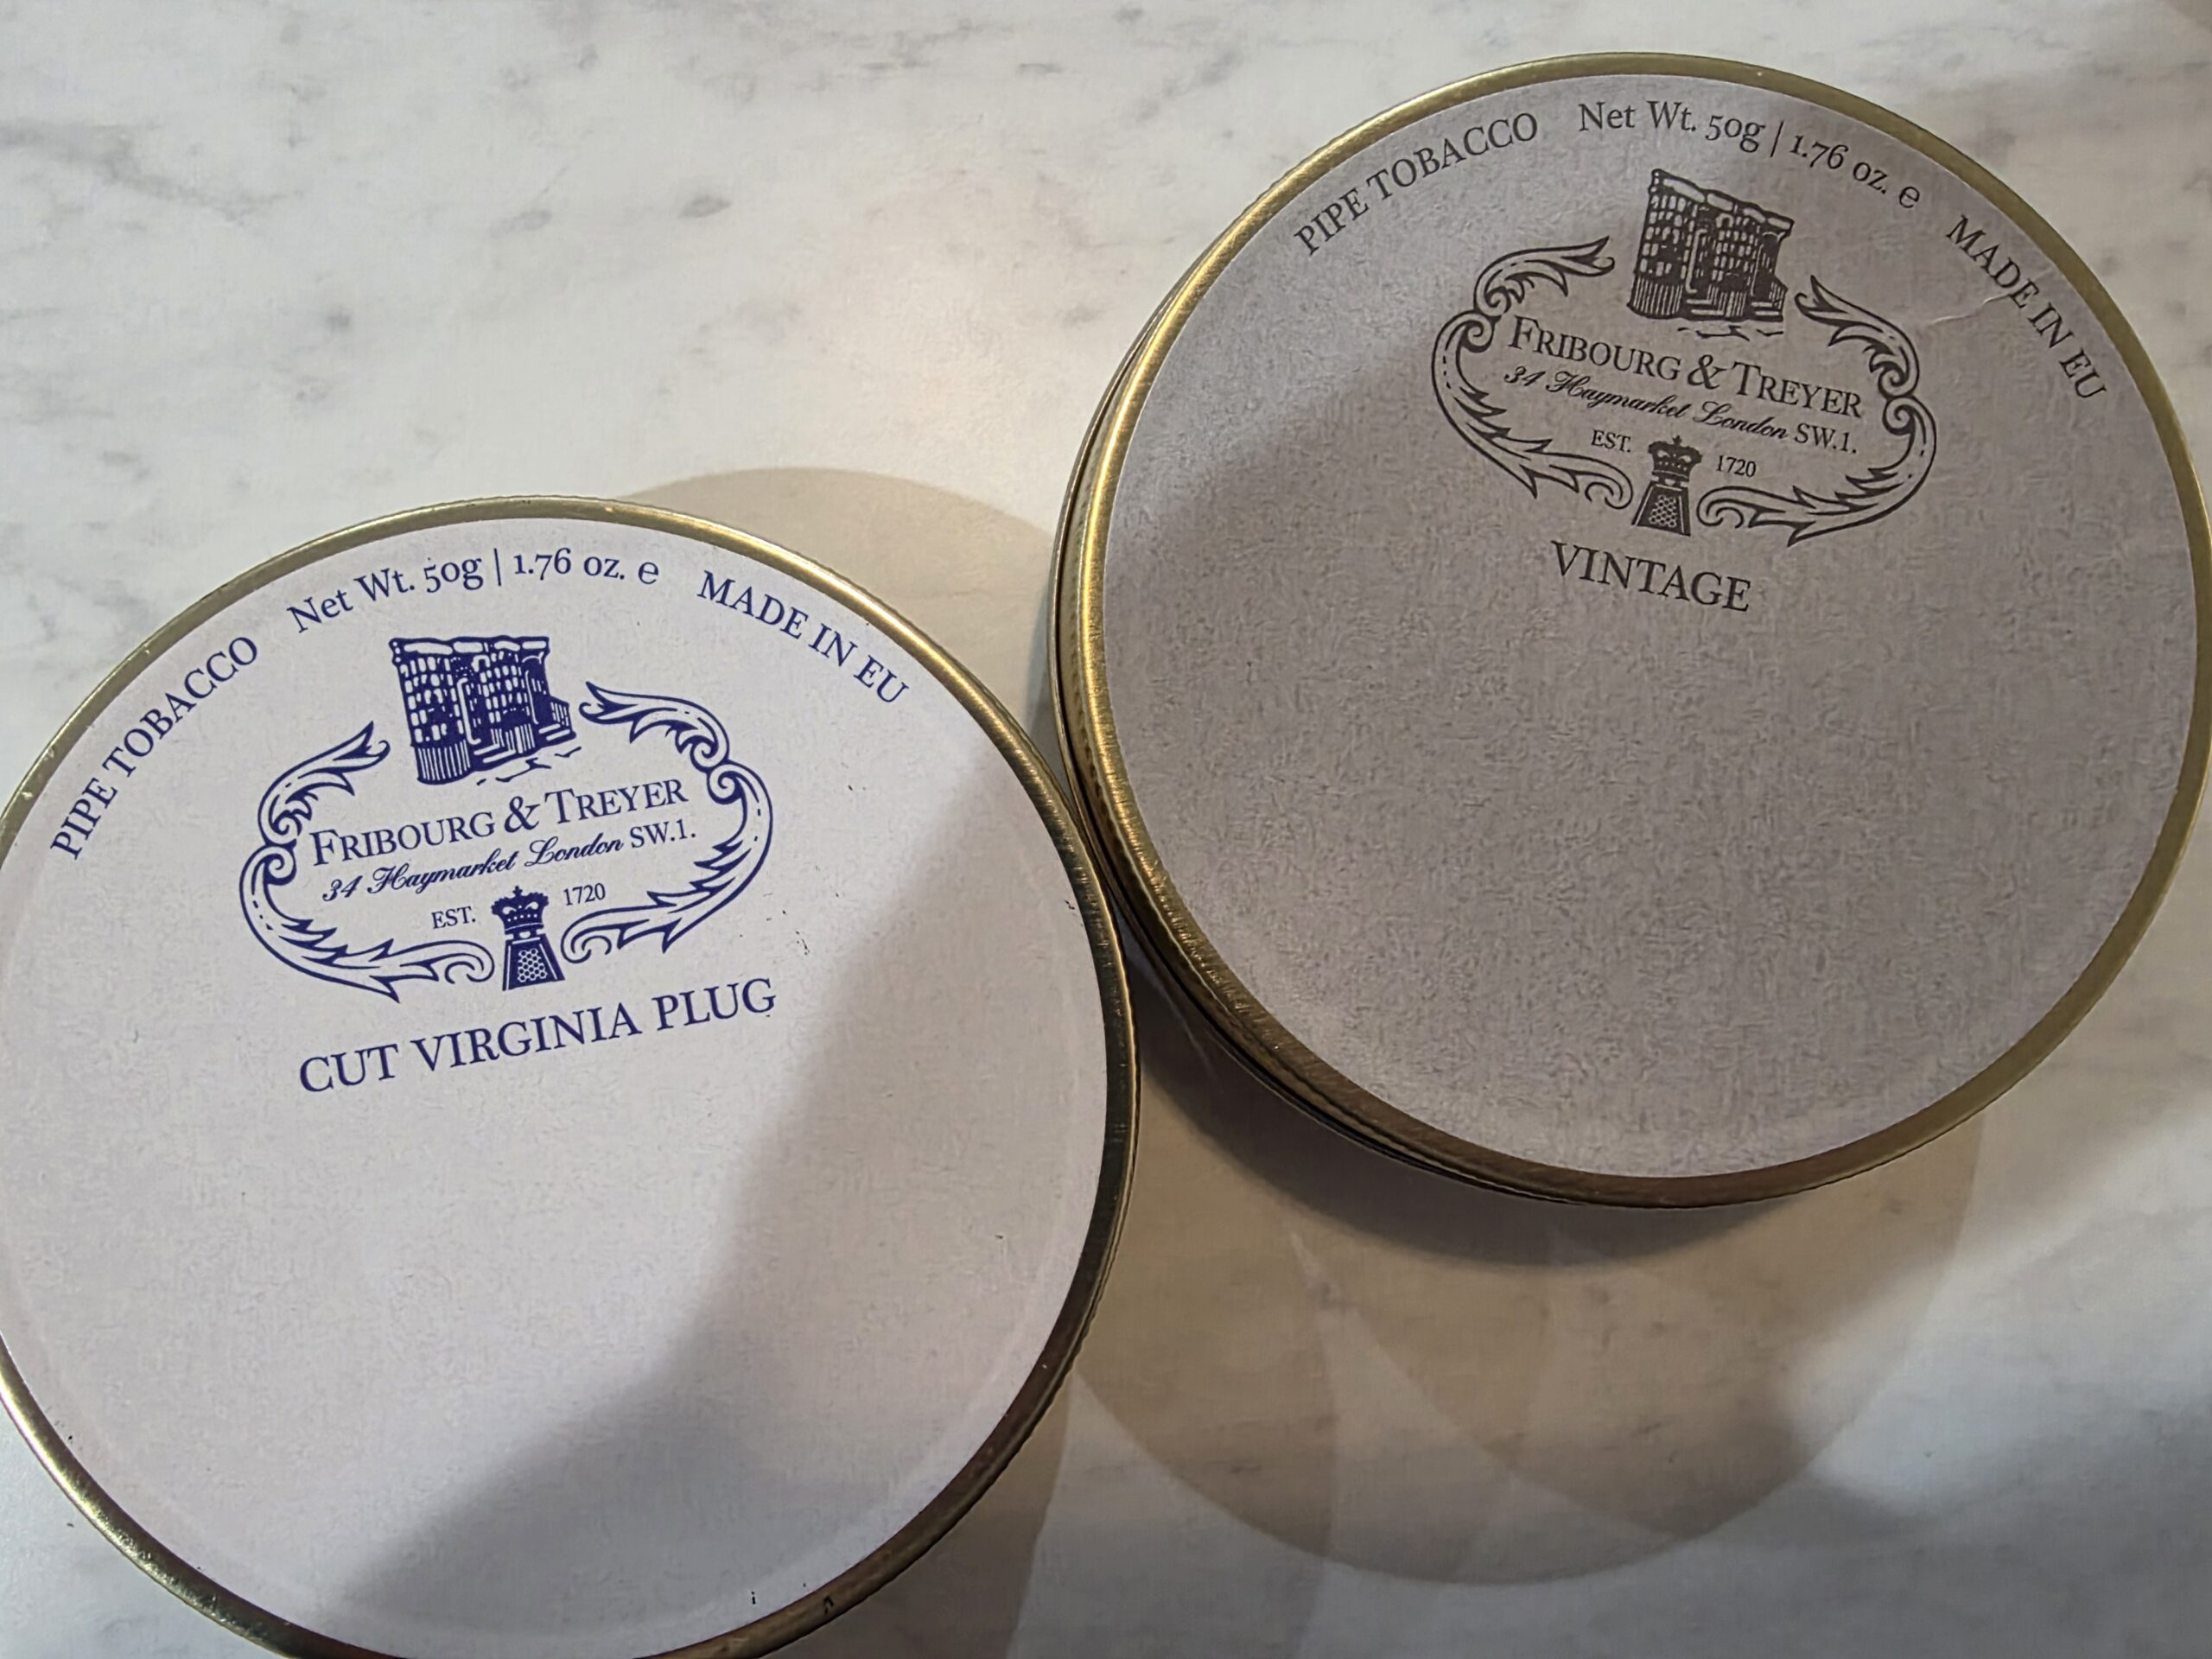 PIPE TOBACCO Net Wt. 50g | 1.76 oz. e MADE IN EU
FRIBOURG & TREYER
34 Haymarket London SW.1.
EST. 1720
CUT VIRGINIA PLUG
PIPE TOBACCO Net Wt. 50g | 1.76 oz. e MADE IN EU
FRIBOURG & TREYER
34 Haymarket London SW.1.
EST. 1720
VINTAGE